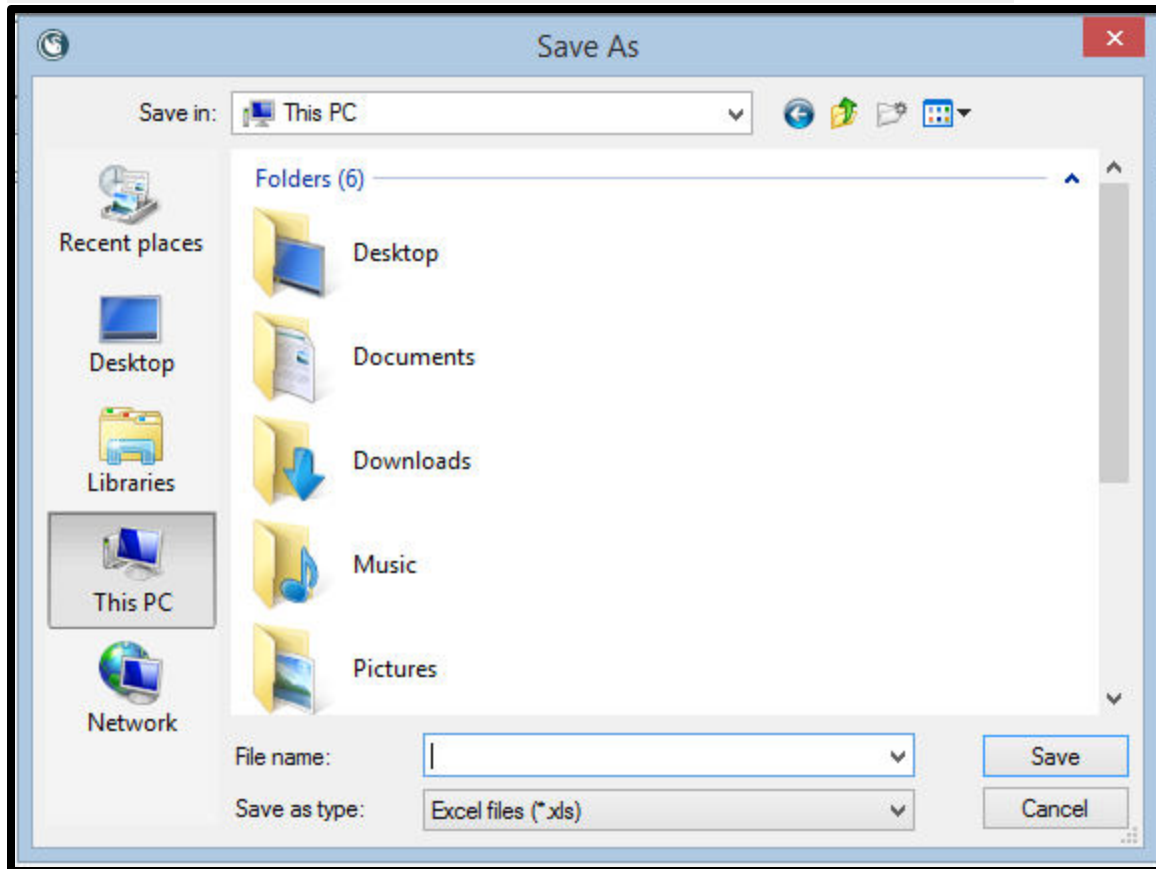 Save As
Save in: This PC
Folders (6)
Recent places
Desktop
Libraries
This PC
Network
Desktop
Documents
Downloads
Music
Pictures
File name:
Save
Save as type: Excel files (*.xls)
Cancel